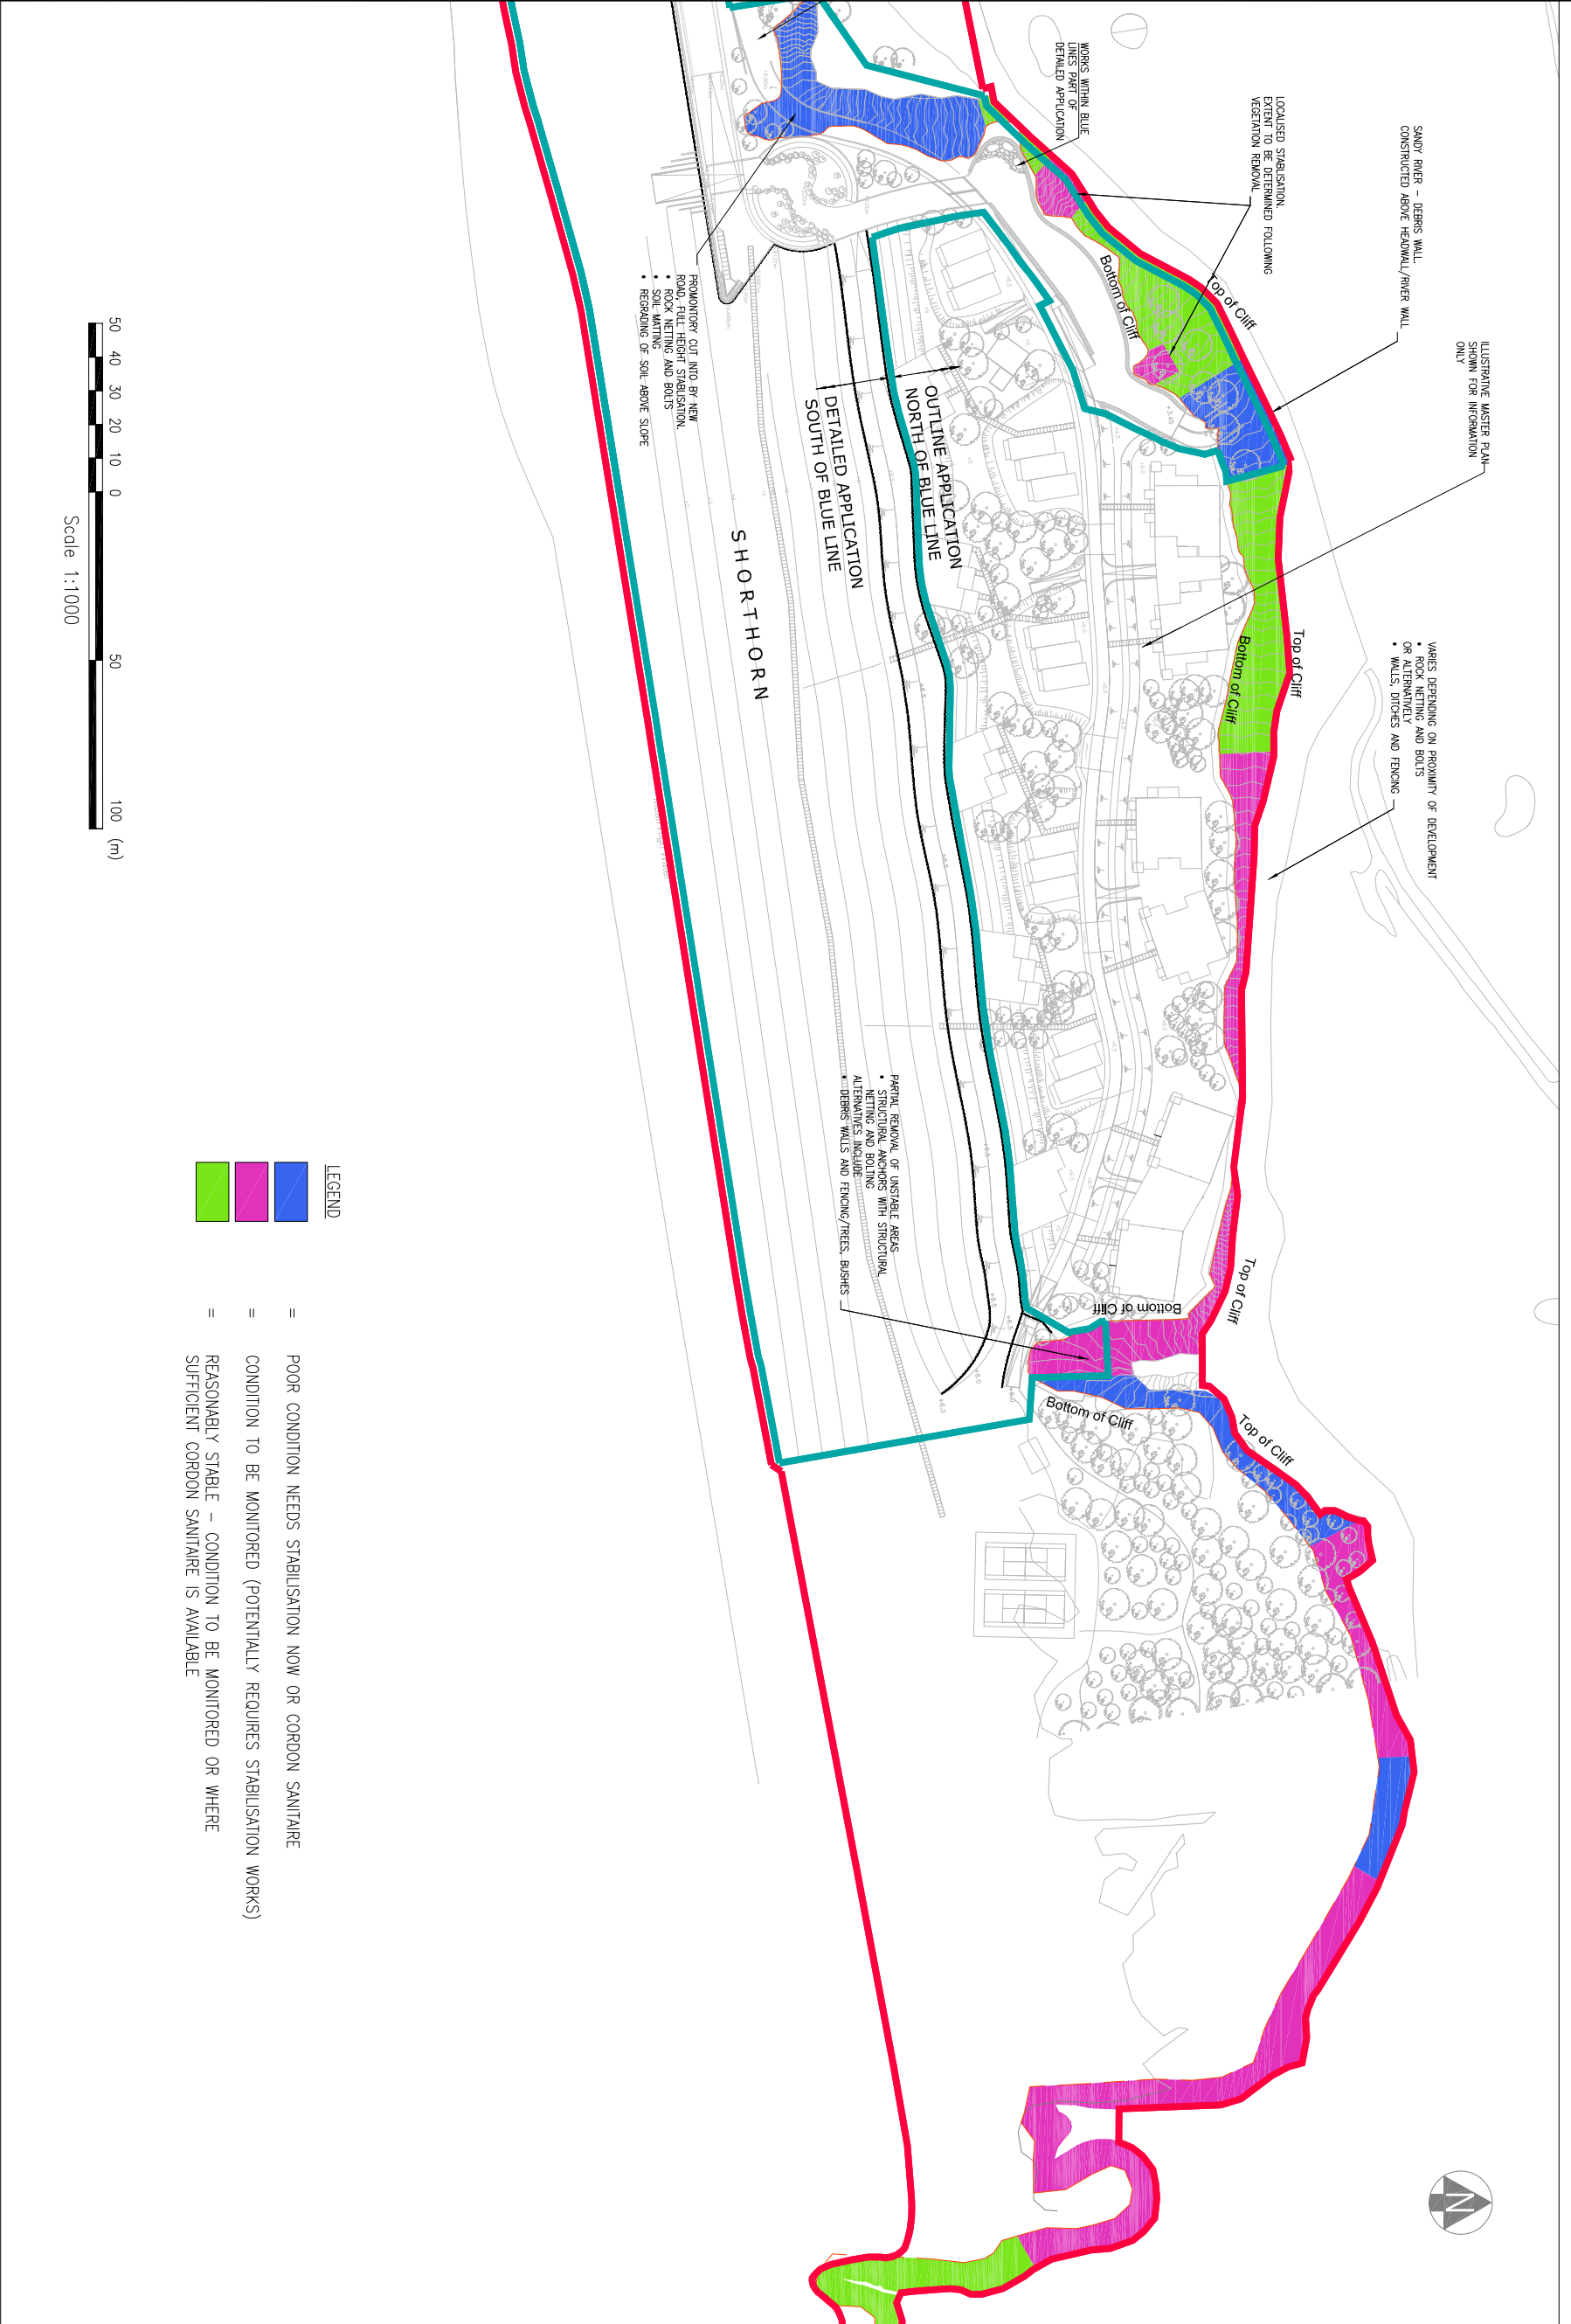 ILLUSTRATIVE MASTER PLAN
SHOWN FOR INFORMATION
ONLY
SANDY RIVER - DEBRIS WALL.
CONSTRUCTED ABOVE HEADWALL/RIVER WALL
VARIES DEPENDING ON PROXIMITY OF DEVELOPMENT
• ROCK NETTING AND BOLTS
OR ALTERNATIVELY
• WALLS, DITCHES AND FENCING
LOCALISED STABLISATION.
EXTENT TO BE DETERMINED FOLLOWING
VEGETATION REMOVAL
WORKS WITHIN BLUE
LINES PART OF
DETAILED APPLICATION
Top of Cliff
Bottom of Cliff
Top of Cliff
Bottom of Cliff
Top of Cliff
Bottom of Cliff
Top of Cliff
Bottom of Cliff
OUTLINE APPLICATION
NORTH OF BLUE LINE
DETAILED APPLICATION
SOUTH OF BLUE LINE
SHORTHORN
PARTIAL REMOVAL OF UNSTABLE AREAS
• STRUCTURAL ANCHORS WITH STRUCTURAL
NETTING AND BOLTING
ALTERNATIVES INCLUDE
• DEBRIS WALLS AND FENCING/TREES, BUSHES
PROMONTORY CUT INTO BY NEW
ROAD, FULL HEIGHT STABLISATION.
• ROCK NETTING AND BOLTS
• SOIL MATTING
• REGRADING OF SOIL ABOVE SLOPE
LEGEND
= POOR CONDITION NEEDS STABILISATION NOW OR CORDON SANITAIRE
= CONDITION TO BE MONITORED (POTENTIALLY REQUIRES STABILISATION WORKS)
= REASONABLY STABLE - CONDITION TO BE MONITORED OR WHERE
SUFFICIENT CORDON SANITAIRE IS AVAILABLE
50 40 30 20 10 0 50 100 (m)
Scale 1:1000
N